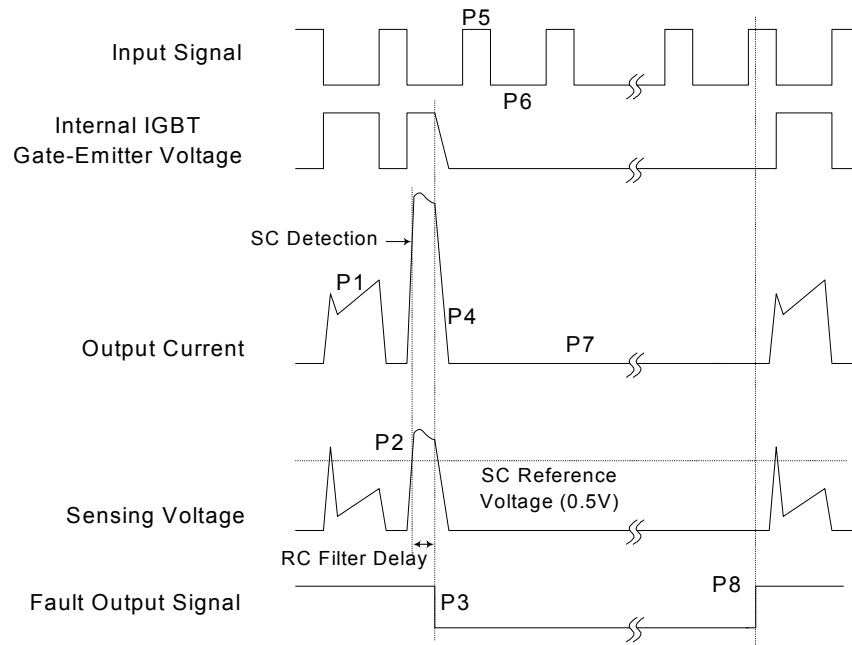 P5
Input Signal
P6
Internal IGBT
Gate-Emitter Voltage
SC Detection
P1
P4
Output Current
P7
P2
SC Reference
Voltage (0.5V)
Sensing Voltage
RC Filter Delay
P8
Fault Output Signal
P3